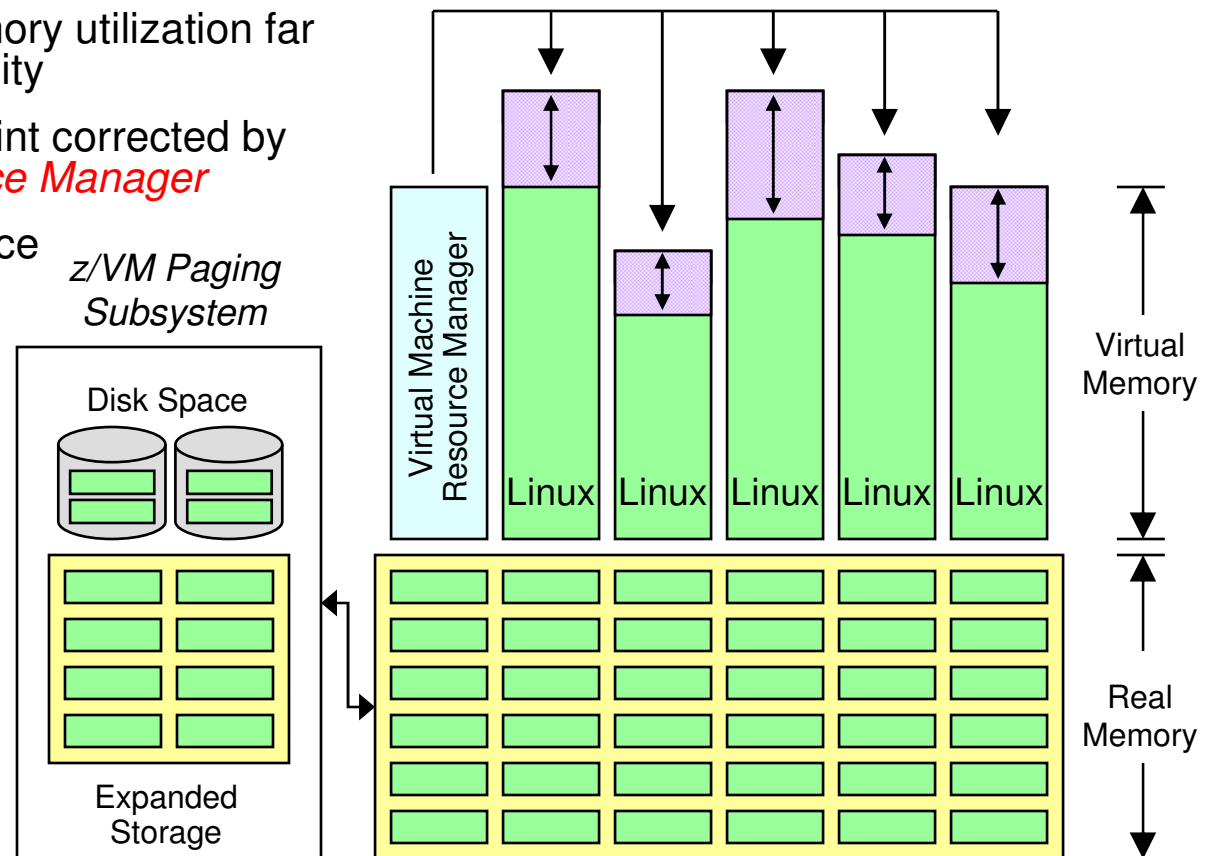 ory utilization far
ity
int corrected by
ce Manager
ce
z/VM Paging
Subsystem
Disk Space
Expanded
Storage
Virtual Machine
Resource Manager
Linux
Linux
Linux
Linux
Linux
Virtual
Memory
Real
Memory